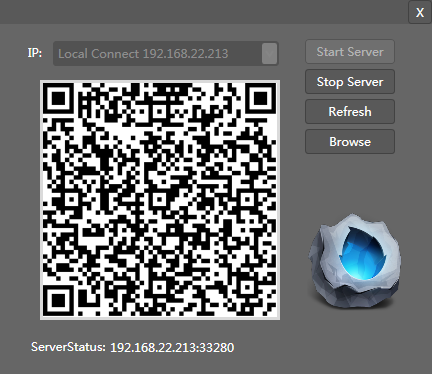 X
IP: Local Connect 192.168.22.213
Start Server
Stop Server
Refresh
Browse
ServerStatus: 192.168.22.213:33280